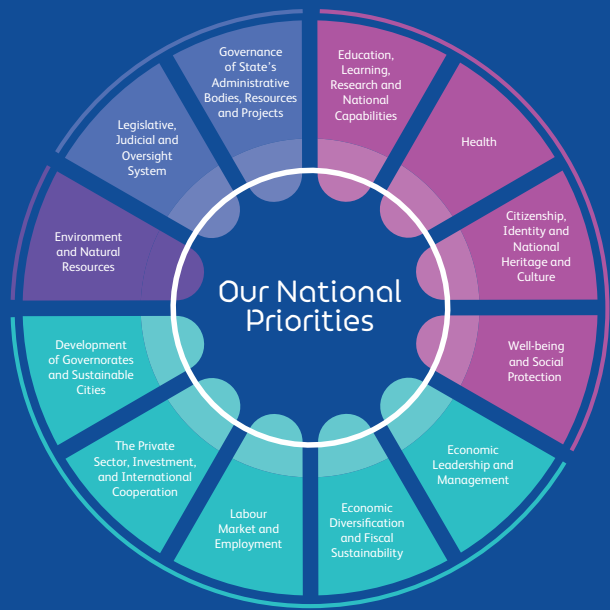 Our National
Priorities
Education,
Learning,
Research and
National
Capabilities
Health
Citizenship,
Identity and
National
Heritage and
Culture
Well-being
and Social
Protection
Economic
Leadership and
Management
Economic
Diversification
and Fiscal
Sustainability
Labour
Market and
Employment
The Private
Sector, Investment,
and International
Cooperation
Development
of Governorates
and Sustainable
Cities
Environment
and Natural
Resources
Legislative,
Judicial and
Oversight
System
Governance
of State's
Administrative
Bodies, Resources
and Projects